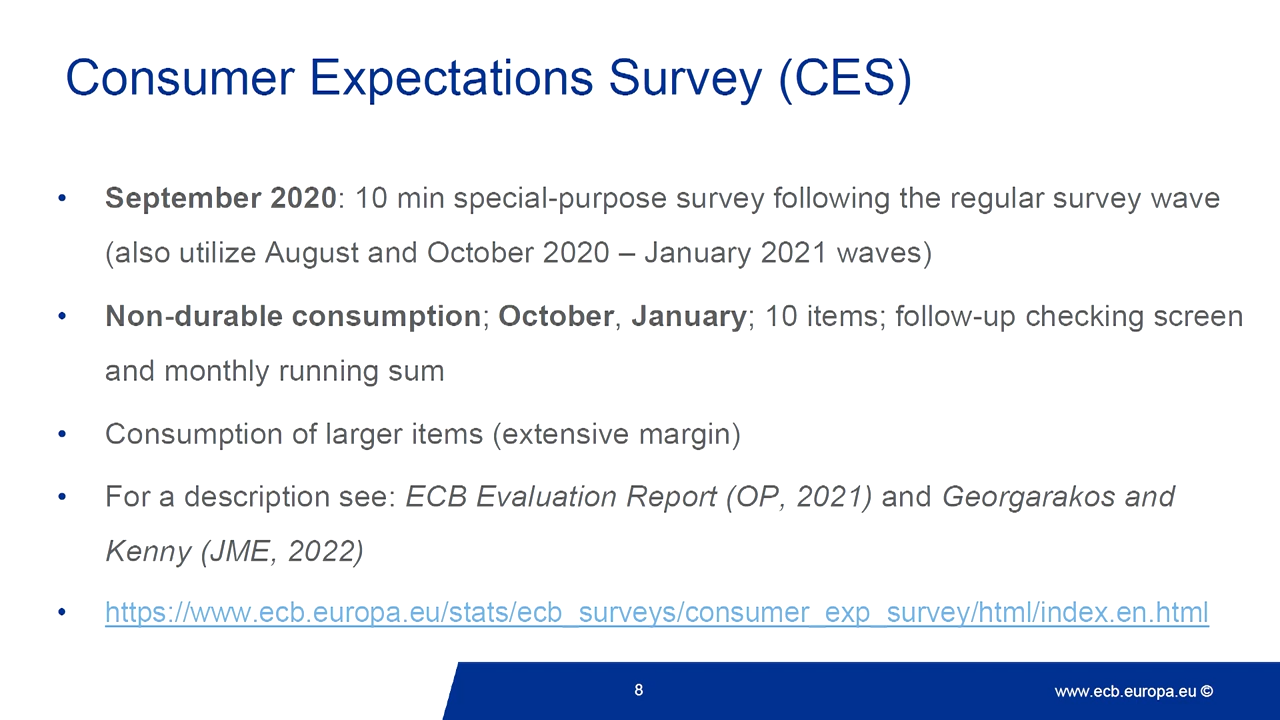 Consumer Expectations Survey (CES)
• September 2020: 10 min special-purpose survey following the regular survey wave
(also utilize August and October 2020 – January 2021 waves)
• Non-durable consumption; October, January; 10 items; follow-up checking screen
and monthly running sum
• Consumption of larger items (extensive margin)
• For a description see: ECB Evaluation Report (OP, 2021) and Georgarakos and
Kenny (JME, 2022)
• https://www.ecb.europa.eu/stats/ecb_surveys/consumer_exp_survey/html/index.en.html
8
www.ecb.europa.eu ©